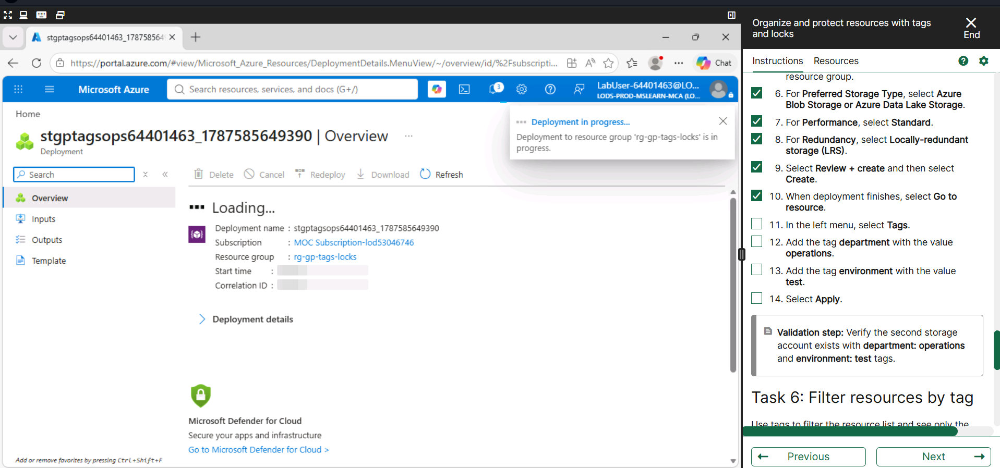 stgptagsops64401463_178758564
https://portal.azure.com/#view/Microsoft_Azure_Resources/DeploymentDetails.MenuView/~/overview/id/%2Fsubscripti...
Chat
Microsoft Azure
Search resources, services, and docs (G+/)
3
LabUser-64401463@LO...
LODS-PROD-MSLEARN-MCA (LO...
Home
stgptagsops64401463_1787585649390 | Overview ...
Deployment
Deployment in progress...
Deployment to resource group 'rg-gp-tags-locks' is in
progress.
Search
Delete Cancel Redeploy Download Refresh
Overview
Inputs
Outputs
Template
Loading...
Deployment name : stgptagsops64401463_1787585649390
Subscription : MOC Subscription-lod53046746
Resource group : rg-gp-tags-locks
Start time :
Correlation ID :
Deployment details
Microsoft Defender for Cloud
Secure your apps and infrastructure
Go to Microsoft Defender for Cloud >
Add or remove favorites by pressing Ctrl+Shift+F
Organize and protect resources with tags
and locks
End
Instructions Resources
resource group.
6. For Preferred Storage Type, select Azure
Blob Storage or Azure Data Lake Storage.
7. For Performance, select Standard.
8. For Redundancy, select Locally-redundant
storage (LRS).
9. Select Review + create and then select
Create.
10. When deployment finishes, select Go to
resource.
11. In the left menu, select Tags.
12. Add the tag department with the value
operations.
13. Add the tag environment with the value
test.
14. Select Apply.
Validation step: Verify the second storage
account exists with department: operations
and environment: test tags.
Task 6: Filter resources by tag
Use tags to filter the resource list and see only the
Previous
Next